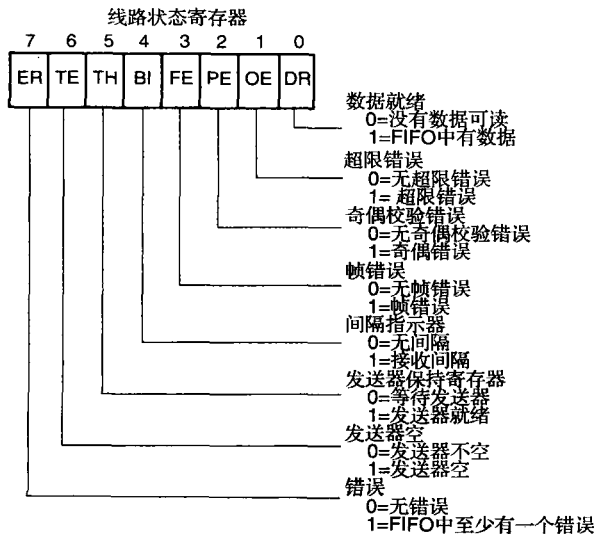 线路状态寄存器
7 6 5 4 3 2 1 0
ER TE TH BI FE PE OE DR
数据就绪
0=没有数据可读
1=FIFO中有数据
超限错误
0=无超限错误
1= 超限错误
奇偶校验错误
0=无奇偶校验错误
1=奇偶错误
帧错误
0=无帧错误
1=帧错误
间隔指示器
0=无间隔
1=接收间隔
发送器保持寄存器
0=等待发送器
1=发送器就绪
发送器空
0=发送器不空
1=发送器空
错误
0=无错误
1=FIFO中至少有一个错误